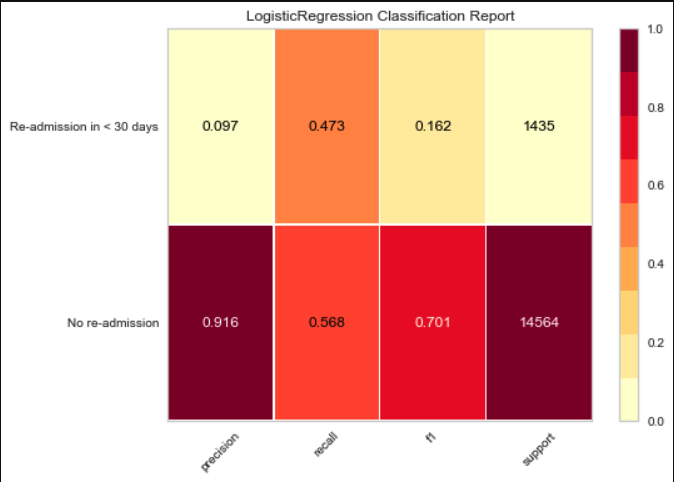 LogisticRegression Classification Report
Re-admission in < 30 days 0.097 0.473 0.162 1435
No re-admission 0.916 0.568 0.701 14564
precision recall f1 support
1.0
0.8
0.6
0.4
0.2
0.0